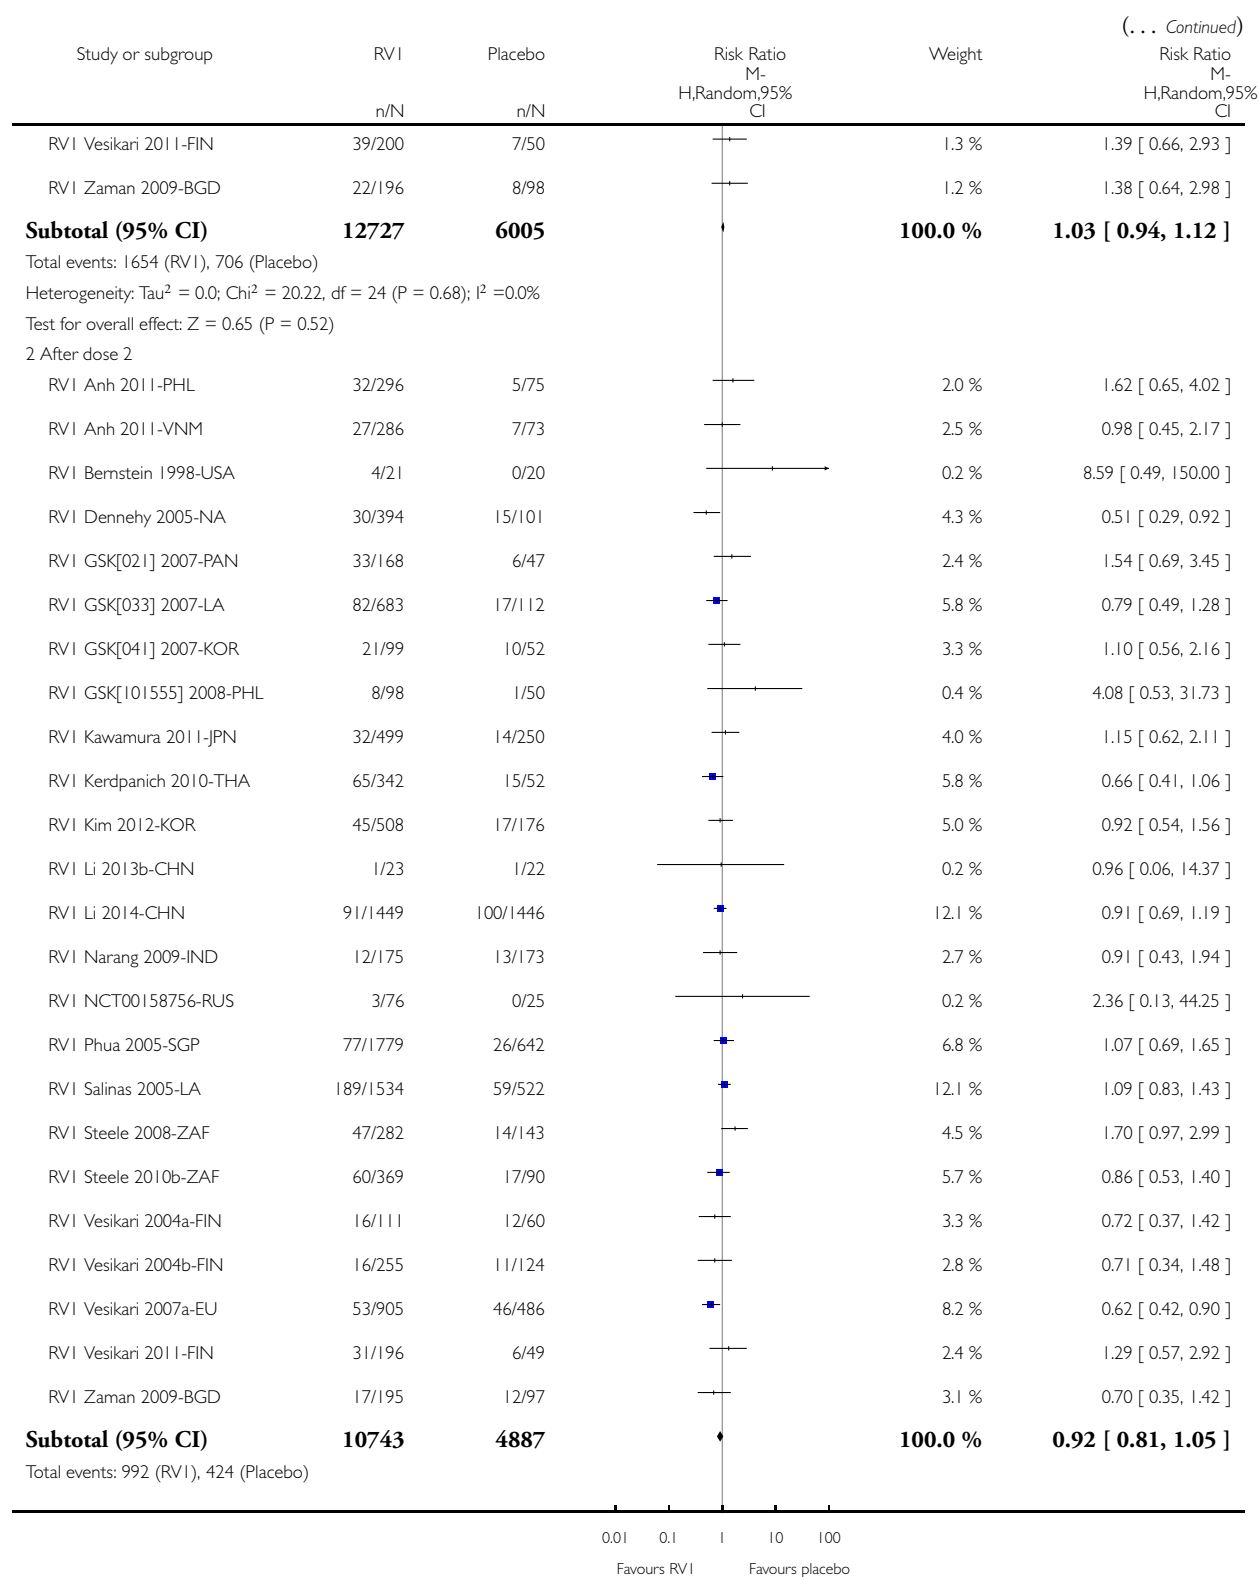 (... Continued)
Study or subgroup RV1 Placebo Risk Ratio Weight Risk Ratio
M- M-
H,Random,95% H,Random,95%
n/N n/N CI CI
RV1 Vesikari 2011-FIN 39/200 7/50 1.3 % 1.39 [ 0.66, 2.93 ]
RV1 Zaman 2009-BGD 22/196 8/98 1.2 % 1.38 [ 0.64, 2.98 ]
Subtotal (95% CI) 12727 6005 100.0 % 1.03 [ 0.94, 1.12 ]
Total events: 1654 (RV1), 706 (Placebo)
Heterogeneity: Tau² = 0.0; Chi² = 20.22, df = 24 (P = 0.68); I² =0.0%
Test for overall effect: Z = 0.65 (P = 0.52)
2 After dose 2
RV1 Anh 2011-PHL 32/296 5/75 2.0 % 1.62 [ 0.65, 4.02 ]
RV1 Anh 2011-VNM 27/286 7/73 2.5 % 0.98 [ 0.45, 2.17 ]
RV1 Bernstein 1998-USA 4/21 0/20 0.2 % 8.59 [ 0.49, 150.00 ]
RV1 Dennehy 2005-NA 30/394 15/101 4.3 % 0.51 [ 0.29, 0.92 ]
RV1 GSK[021] 2007-PAN 33/168 6/47 2.4 % 1.54 [ 0.69, 3.45 ]
RV1 GSK[033] 2007-LA 82/683 17/112 5.8 % 0.79 [ 0.49, 1.28 ]
RV1 GSK[041] 2007-KOR 21/99 10/52 3.3 % 1.10 [ 0.56, 2.16 ]
RV1 GSK[101555] 2008-PHL 8/98 1/50 0.4 % 4.08 [ 0.53, 31.73 ]
RV1 Kawamura 2011-JPN 32/499 14/250 4.0 % 1.15 [ 0.62, 2.11 ]
RV1 Kerdpanich 2010-THA 65/342 15/52 5.8 % 0.66 [ 0.41, 1.06 ]
RV1 Kim 2012-KOR 45/508 17/176 5.0 % 0.92 [ 0.54, 1.56 ]
RV1 Li 2013b-CHN 1/23 1/22 0.2 % 0.96 [ 0.06, 14.37 ]
RV1 Li 2014-CHN 91/1449 100/1446 12.1 % 0.91 [ 0.69, 1.19 ]
RV1 Narang 2009-IND 12/175 13/173 2.7 % 0.91 [ 0.43, 1.94 ]
RV1 NCT00158756-RUS 3/76 0/25 0.2 % 2.36 [ 0.13, 44.25 ]
RV1 Phua 2005-SGP 77/1779 26/642 6.8 % 1.07 [ 0.69, 1.65 ]
RV1 Salinas 2005-LA 189/1534 59/522 12.1 % 1.09 [ 0.83, 1.43 ]
RV1 Steele 2008-ZAF 47/282 14/143 4.5 % 1.70 [ 0.97, 2.99 ]
RV1 Steele 2010b-ZAF 60/369 17/90 5.7 % 0.86 [ 0.53, 1.40 ]
RV1 Vesikari 2004a-FIN 16/111 12/60 3.3 % 0.72 [ 0.37, 1.42 ]
RV1 Vesikari 2004b-FIN 16/255 11/124 2.8 % 0.71 [ 0.34, 1.48 ]
RV1 Vesikari 2007a-EU 53/905 46/486 8.2 % 0.62 [ 0.42, 0.90 ]
RV1 Vesikari 2011-FIN 31/196 6/49 2.4 % 1.29 [ 0.57, 2.92 ]
RV1 Zaman 2009-BGD 17/195 12/97 3.1 % 0.70 [ 0.35, 1.42 ]
Subtotal (95% CI) 10743 4887 100.0 % 0.92 [ 0.81, 1.05 ]
Total events: 992 (RV1), 424 (Placebo)
0.01 0.1 1 10 100
Favours RV1 Favours placebo